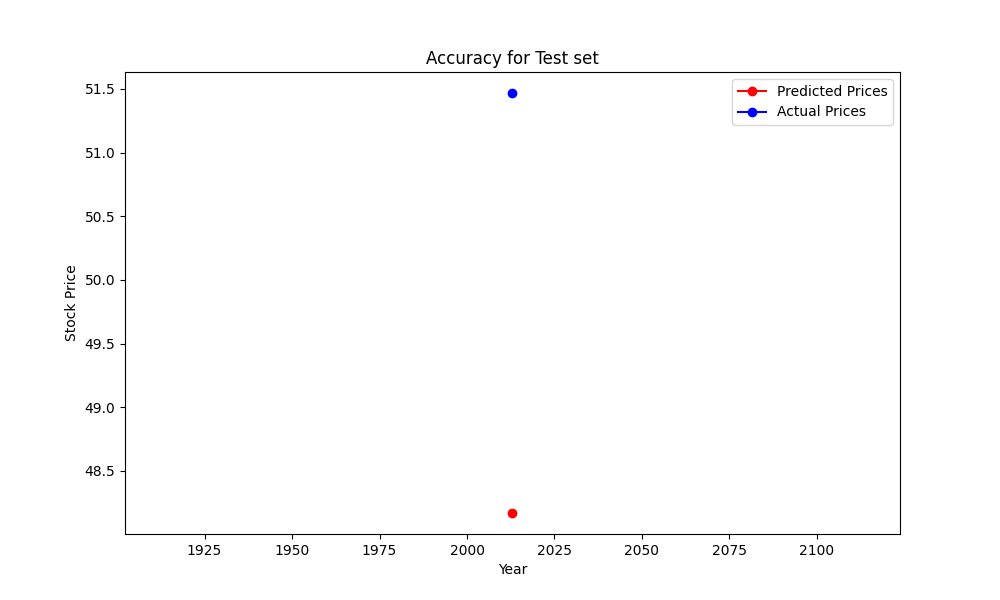 Accuracy for Test set
Predicted Prices
Actual Prices
51.5
51.0
50.5
50.0
49.5
49.0
48.5
Stock Price
1925 1950 1975 2000 2025 2050 2075 2100
Year